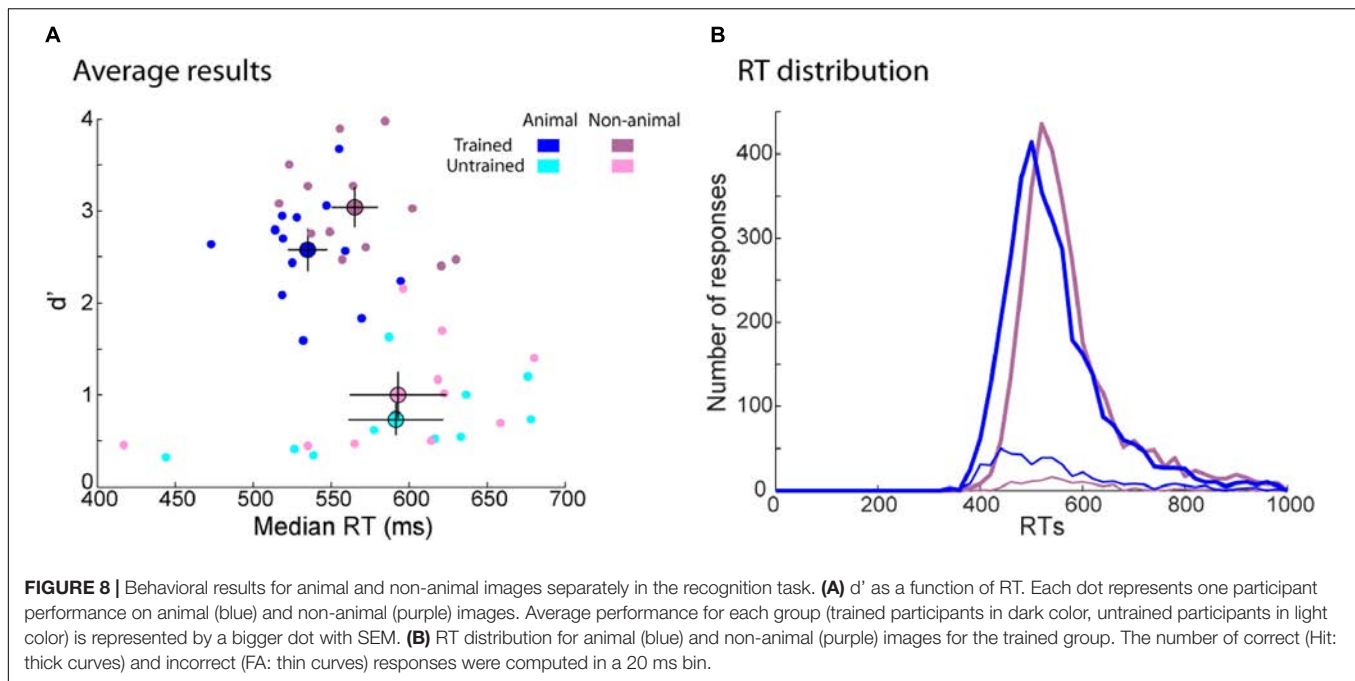 A
Average results
Animal Non-animal
Trained
Untrained
4
3
2
1
0
d'
400 450 500 550 600 650 700
Median RT (ms)
B
RT distribution
400
300
200
100
0
Number of responses
0 200 400 600 800 1000
RTs
FIGURE 8 | Behavioral results for animal and non-animal images separately in the recognition task. (A) d' as a function of RT. Each dot represents one participant
performance on animal (blue) and non-animal (purple) images. Average performance for each group (trained participants in dark color, untrained participants in light
color) is represented by a bigger dot with SEM. (B) RT distribution for animal (blue) and non-animal (purple) images for the trained group. The number of correct (Hit:
thick curves) and incorrect (FA: thin curves) responses were computed in a 20 ms bin.